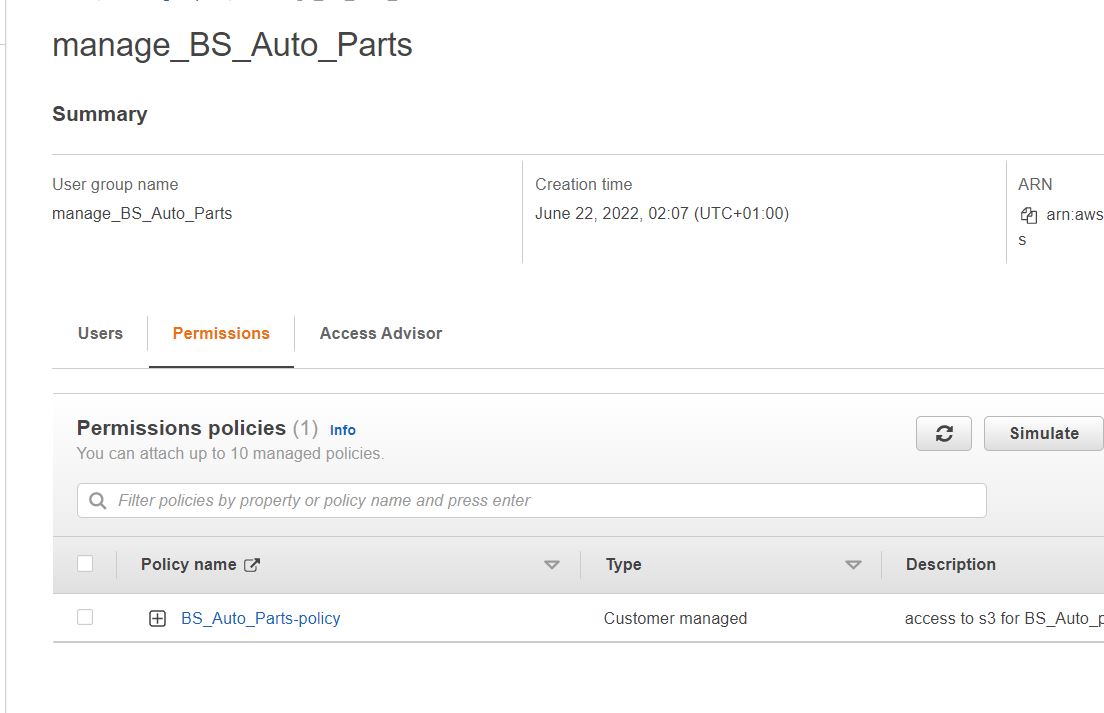 manage_BS_Auto_Parts
Summary
User group name
manage_BS_Auto_Parts
Creation time
June 22, 2022, 02:07 (UTC+01:00)
ARN
arn:aws
s
Users
Permissions
Access Advisor
Permissions policies (1) Info
You can attach up to 10 managed policies.
Simulate
Filter policies by property or policy name and press enter
Policy name
Type
Description
BS_Auto_Parts-policy
Customer managed
access to s3 for BS_Auto_p